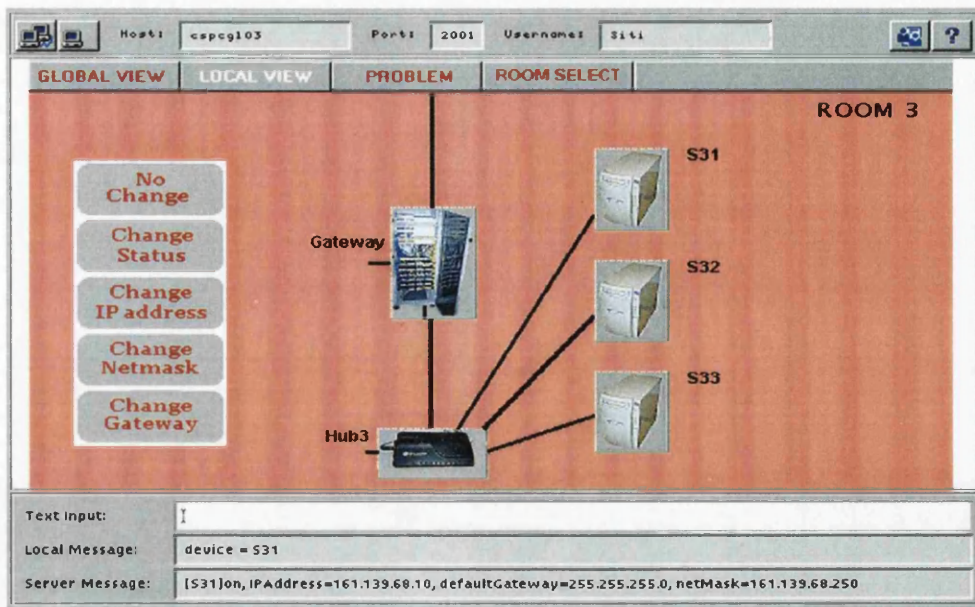 Host: cspcg103 Port: 2001 Username: Siti ?
GLOBAL VIEW LOCAL VIEW PROBLEM ROOM SELECT
ROOM 3
No
Change
Change
Status
Change
IP address
Change
Netmask
Change
Gateway
Gateway
Hub3
S31
S32
S33
Text Input:
Local Message: device = S31
Server Message: [S31]on, IPAddress=161.139.68.10, defaultGateway=255.255.255.0, netMask=161.139.68.250